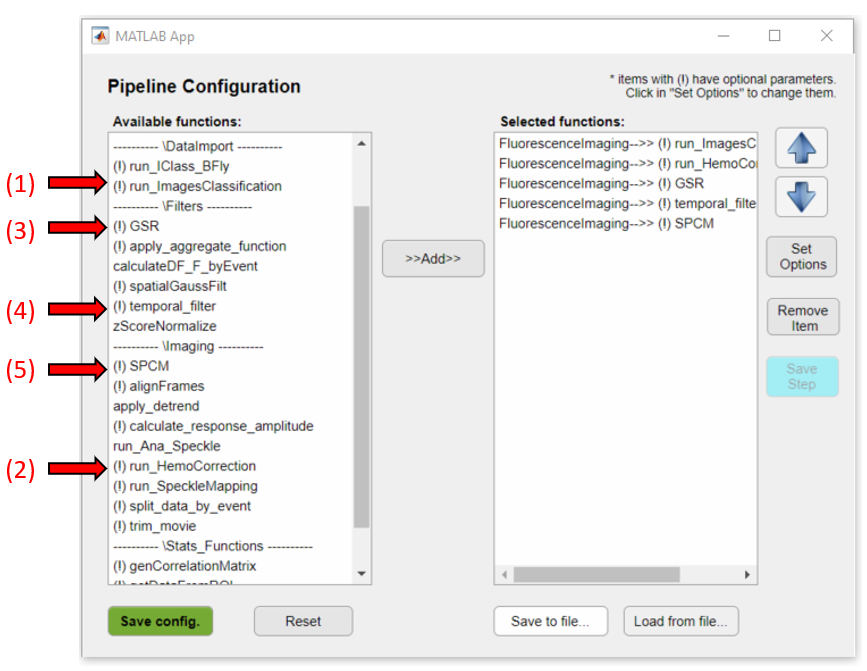 MATLAB App
Pipeline Configuration
* items with (!) have optional parameters.
Click in "Set Options" to change them.
Available functions:
---------- \DataImport ----------
(!) run_IClass_BFly
(1)
(!) run_ImagesClassification
---------- \Filters ----------
(3)
(!) GSR
(!) apply_aggregate_function
calculateDF_F_byEvent
(!) spatialGaussFilt
(4)
(!) temporal_filter
zScoreNormalize
---------- \Imaging ----------
(5)
(!) SPCM
(!) alignFrames
apply_detrend
(!) calculate_response_amplitude
run_Ana_Speckle
(2)
(!) run_HemoCorrection
(!) run_SpeckleMapping
(!) split_data_by_event
(!) trim_movie
---------- \Stats_Functions ----------
(!) genCorrelationMatrix
>>Add>>
Selected functions:
FluorescenceImaging-->> (!) run_ImagesC
FluorescenceImaging-->> (!) run_HemoCo
FluorescenceImaging-->> (!) GSR
FluorescenceImaging-->> (!) temporal_filte
FluorescenceImaging-->> (!) SPCM
Set
Options
Remove
Item
Save
Step
Save config.
Reset
Save to file...
Load from file...